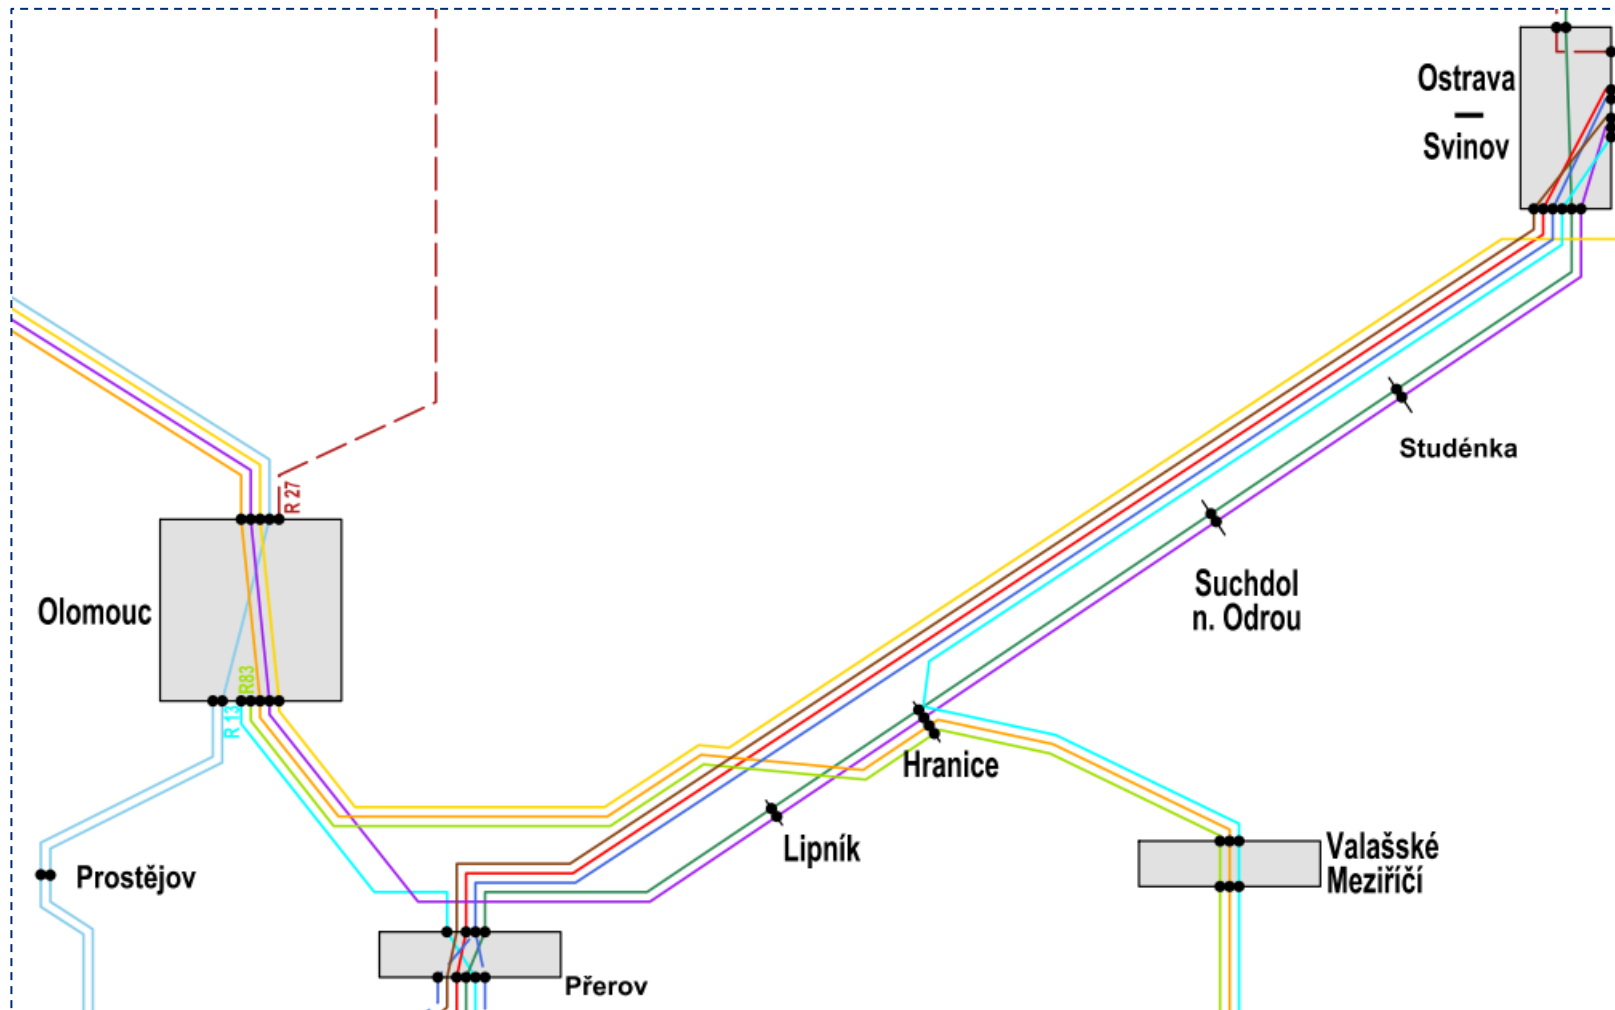 Ostrava
—
Svinov
Studénka
R 27
Suchdol
n. Odrou
Olomouc
R83
R 13
Hranice
Lipník
Valašské
Meziříčí
Prostějov
Přerov